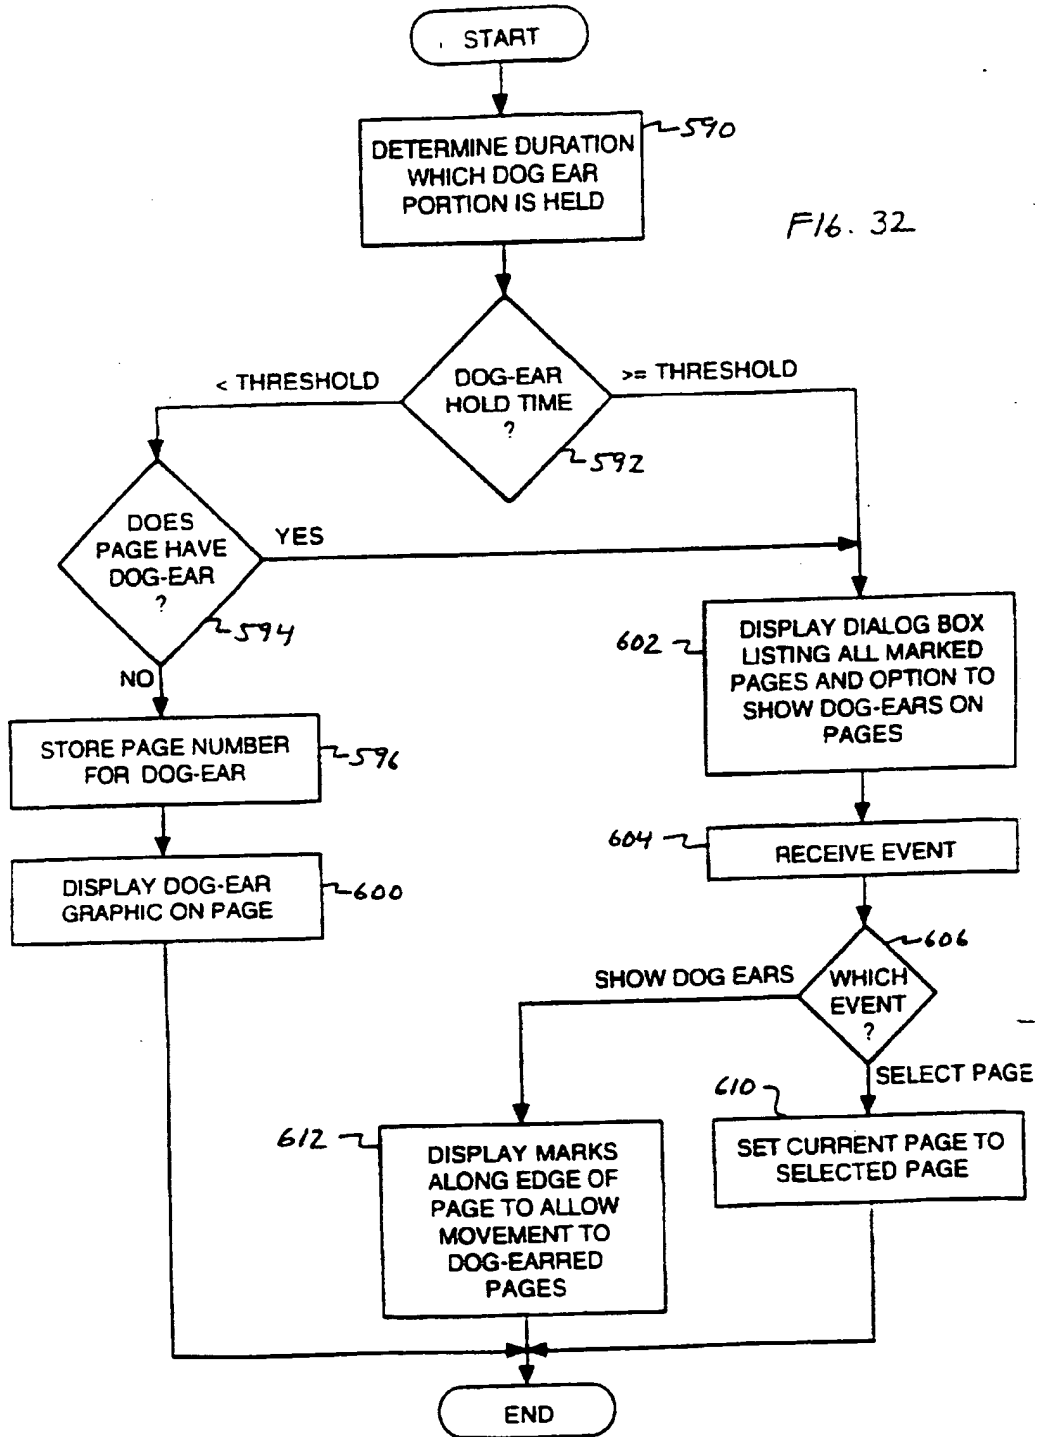 START
DETERMINE DURATION
WHICH DOG EAR
PORTION IS HELD
590
FIG. 32
< THRESHOLD
DOG-EAR
HOLD TIME
?
>= THRESHOLD
592
DOES
PAGE HAVE
DOG-EAR
?
YES
594
NO
602
DISPLAY DIALOG BOX
LISTING ALL MARKED
PAGES AND OPTION TO
SHOW DOG-EARS ON
PAGES
STORE PAGE NUMBER
FOR DOG-EAR
596
604
RECEIVE EVENT
DISPLAY DOG-EAR
GRAPHIC ON PAGE
600
606
SHOW DOG EARS
WHICH
EVENT
?
SELECT PAGE
610
612
DISPLAY MARKS
ALONG EDGE OF
PAGE TO ALLOW
MOVEMENT TO
DOG-EARRED
PAGES
SET CURRENT PAGE TO
SELECTED PAGE
END